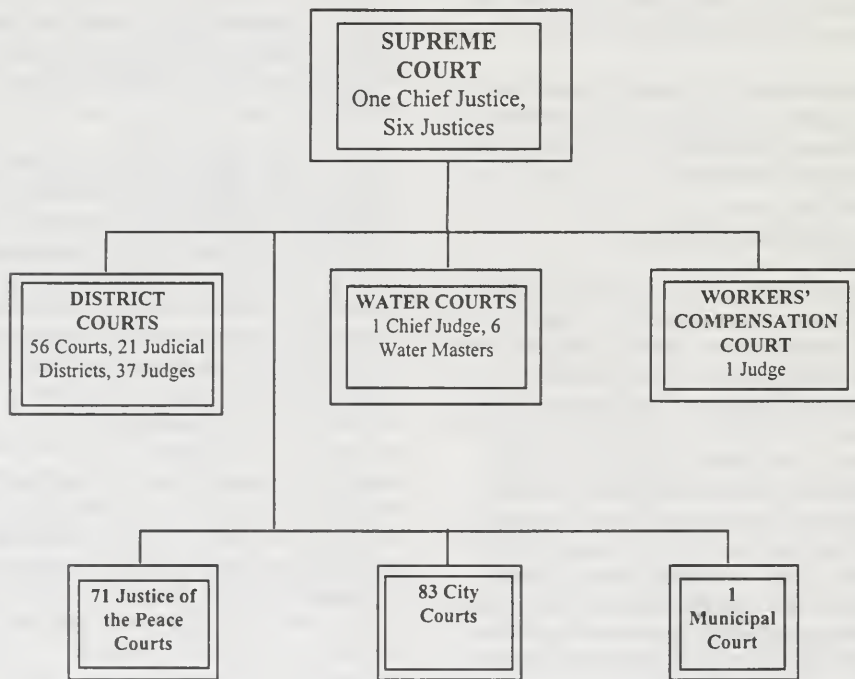 SUPREME
COURT
One Chief Justice,
Six Justices
DISTRICT
COURTS
56 Courts, 21 Judicial
Districts, 37 Judges
WATER COURTS
1 Chief Judge, 6
Water Masters
WORKERS'
COMPENSATION
COURT
1 Judge
71 Justice of
the Peace
Courts
83 City
Courts
1
Municipal
Court